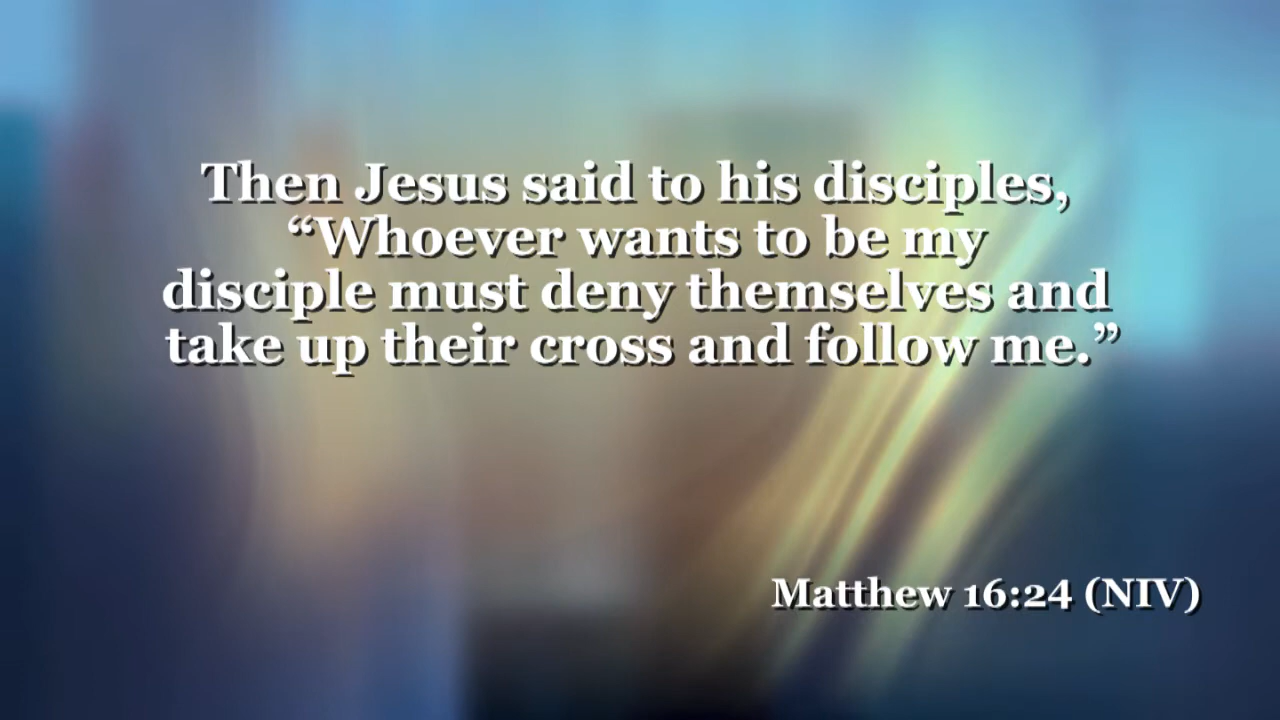 Then Jesus said to his disciples,
“Whoever wants to be my
disciple must deny themselves and
take up their cross and follow me.”
Matthew 16:24 (NIV)